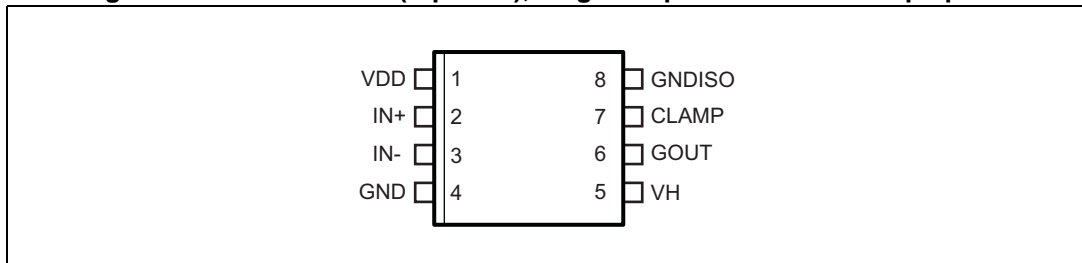 VDD 1 8 GNDISO
IN+ 2 7 CLAMP
IN- 3 6 GOUT
GND 4 5 VH